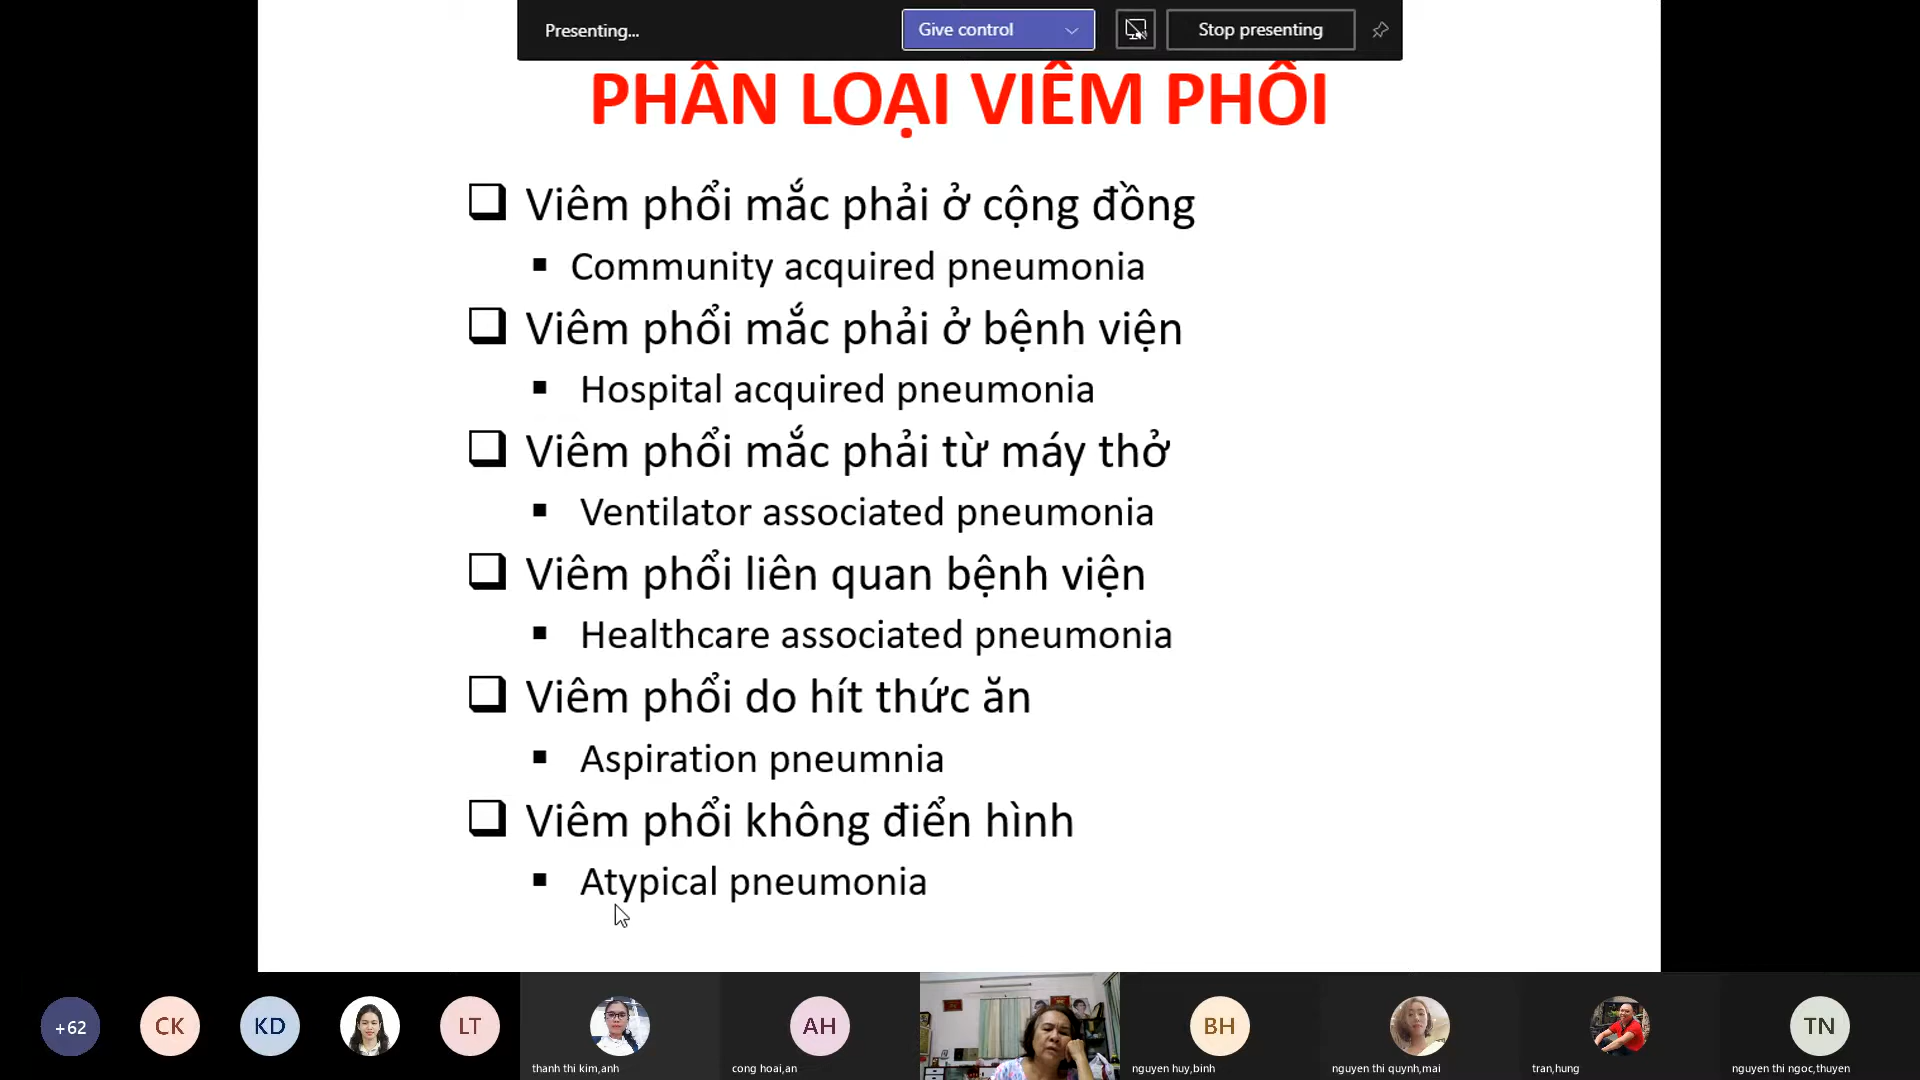 Presenting...
Give control
Stop presenting
PHÂN LOẠI VIÊM PHỔI
Viêm phổi mắc phải ở cộng đồng
Community acquired pneumonia
Viêm phổi mắc phải ở bệnh viện
Hospital acquired pneumonia
Viêm phổi mắc phải từ máy thở
Ventilator associated pneumonia
Viêm phổi liên quan bệnh viện
Healthcare associated pneumonia
Viêm phổi do hít thức ăn
Aspiration pneumnia
Viêm phổi không điển hình
Atypical pneumonia
+62
CK
KD
LT
thanh thi kim,anh
AH
cong hoai,an
BH
nguyen huy,binh
nguyen thi quynh,mai
tran,hung
TN
nguyen thi ngoc,thuyen